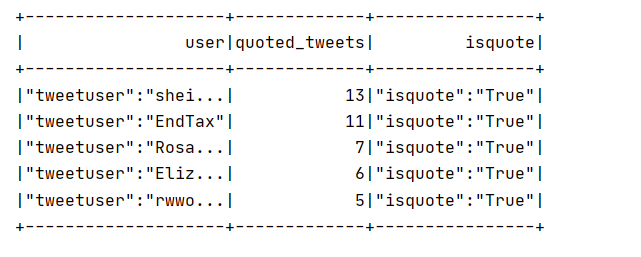 +--------------------+-------------+----------------+
|                user|quoted_tweets|         isquote|
+--------------------+-------------+----------------+
|"tweetuser":"shei...|           13|"isquote":"True"|
|"tweetuser":"EndTax"|           11|"isquote":"True"|
|"tweetuser":"Rosa...|            7|"isquote":"True"|
|"tweetuser":"Eliz...|            6|"isquote":"True"|
|"tweetuser":"rwwo...|            5|"isquote":"True"|
+--------------------+-------------+----------------+